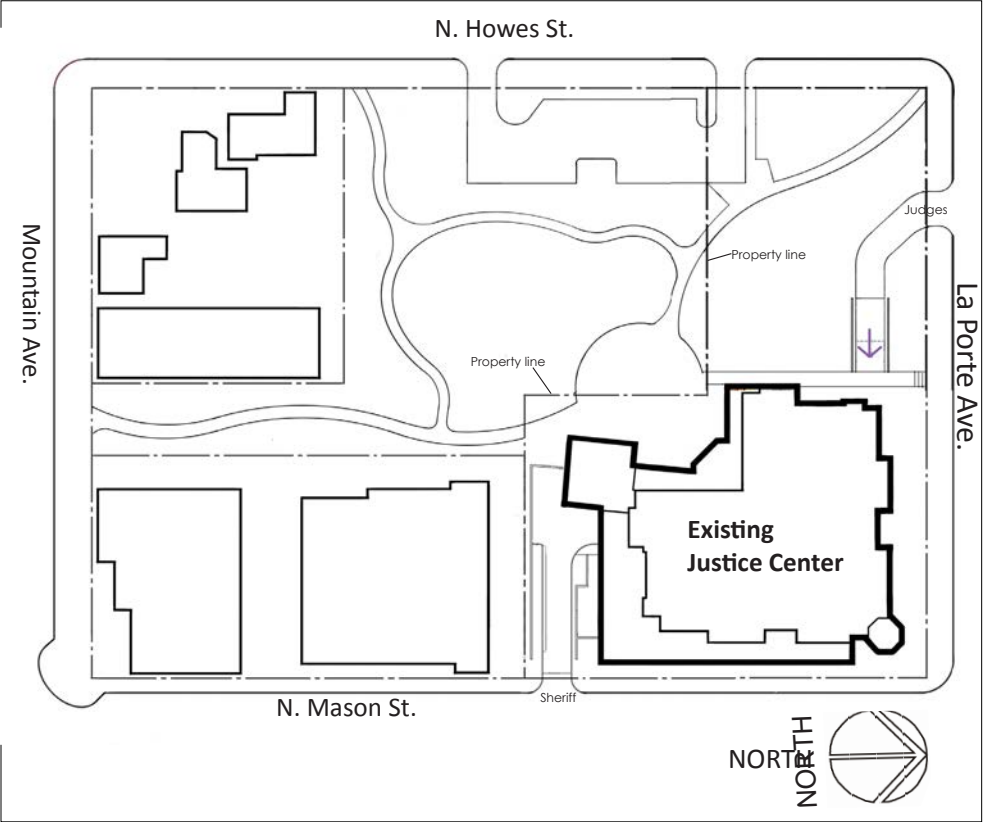 N. Howes St.
Judges
Mountain Ave.
Property line
La Porte Ave.
Property line
Existing
Justice Center
Sheriff
N. Mason St.
NORTH
NORTH